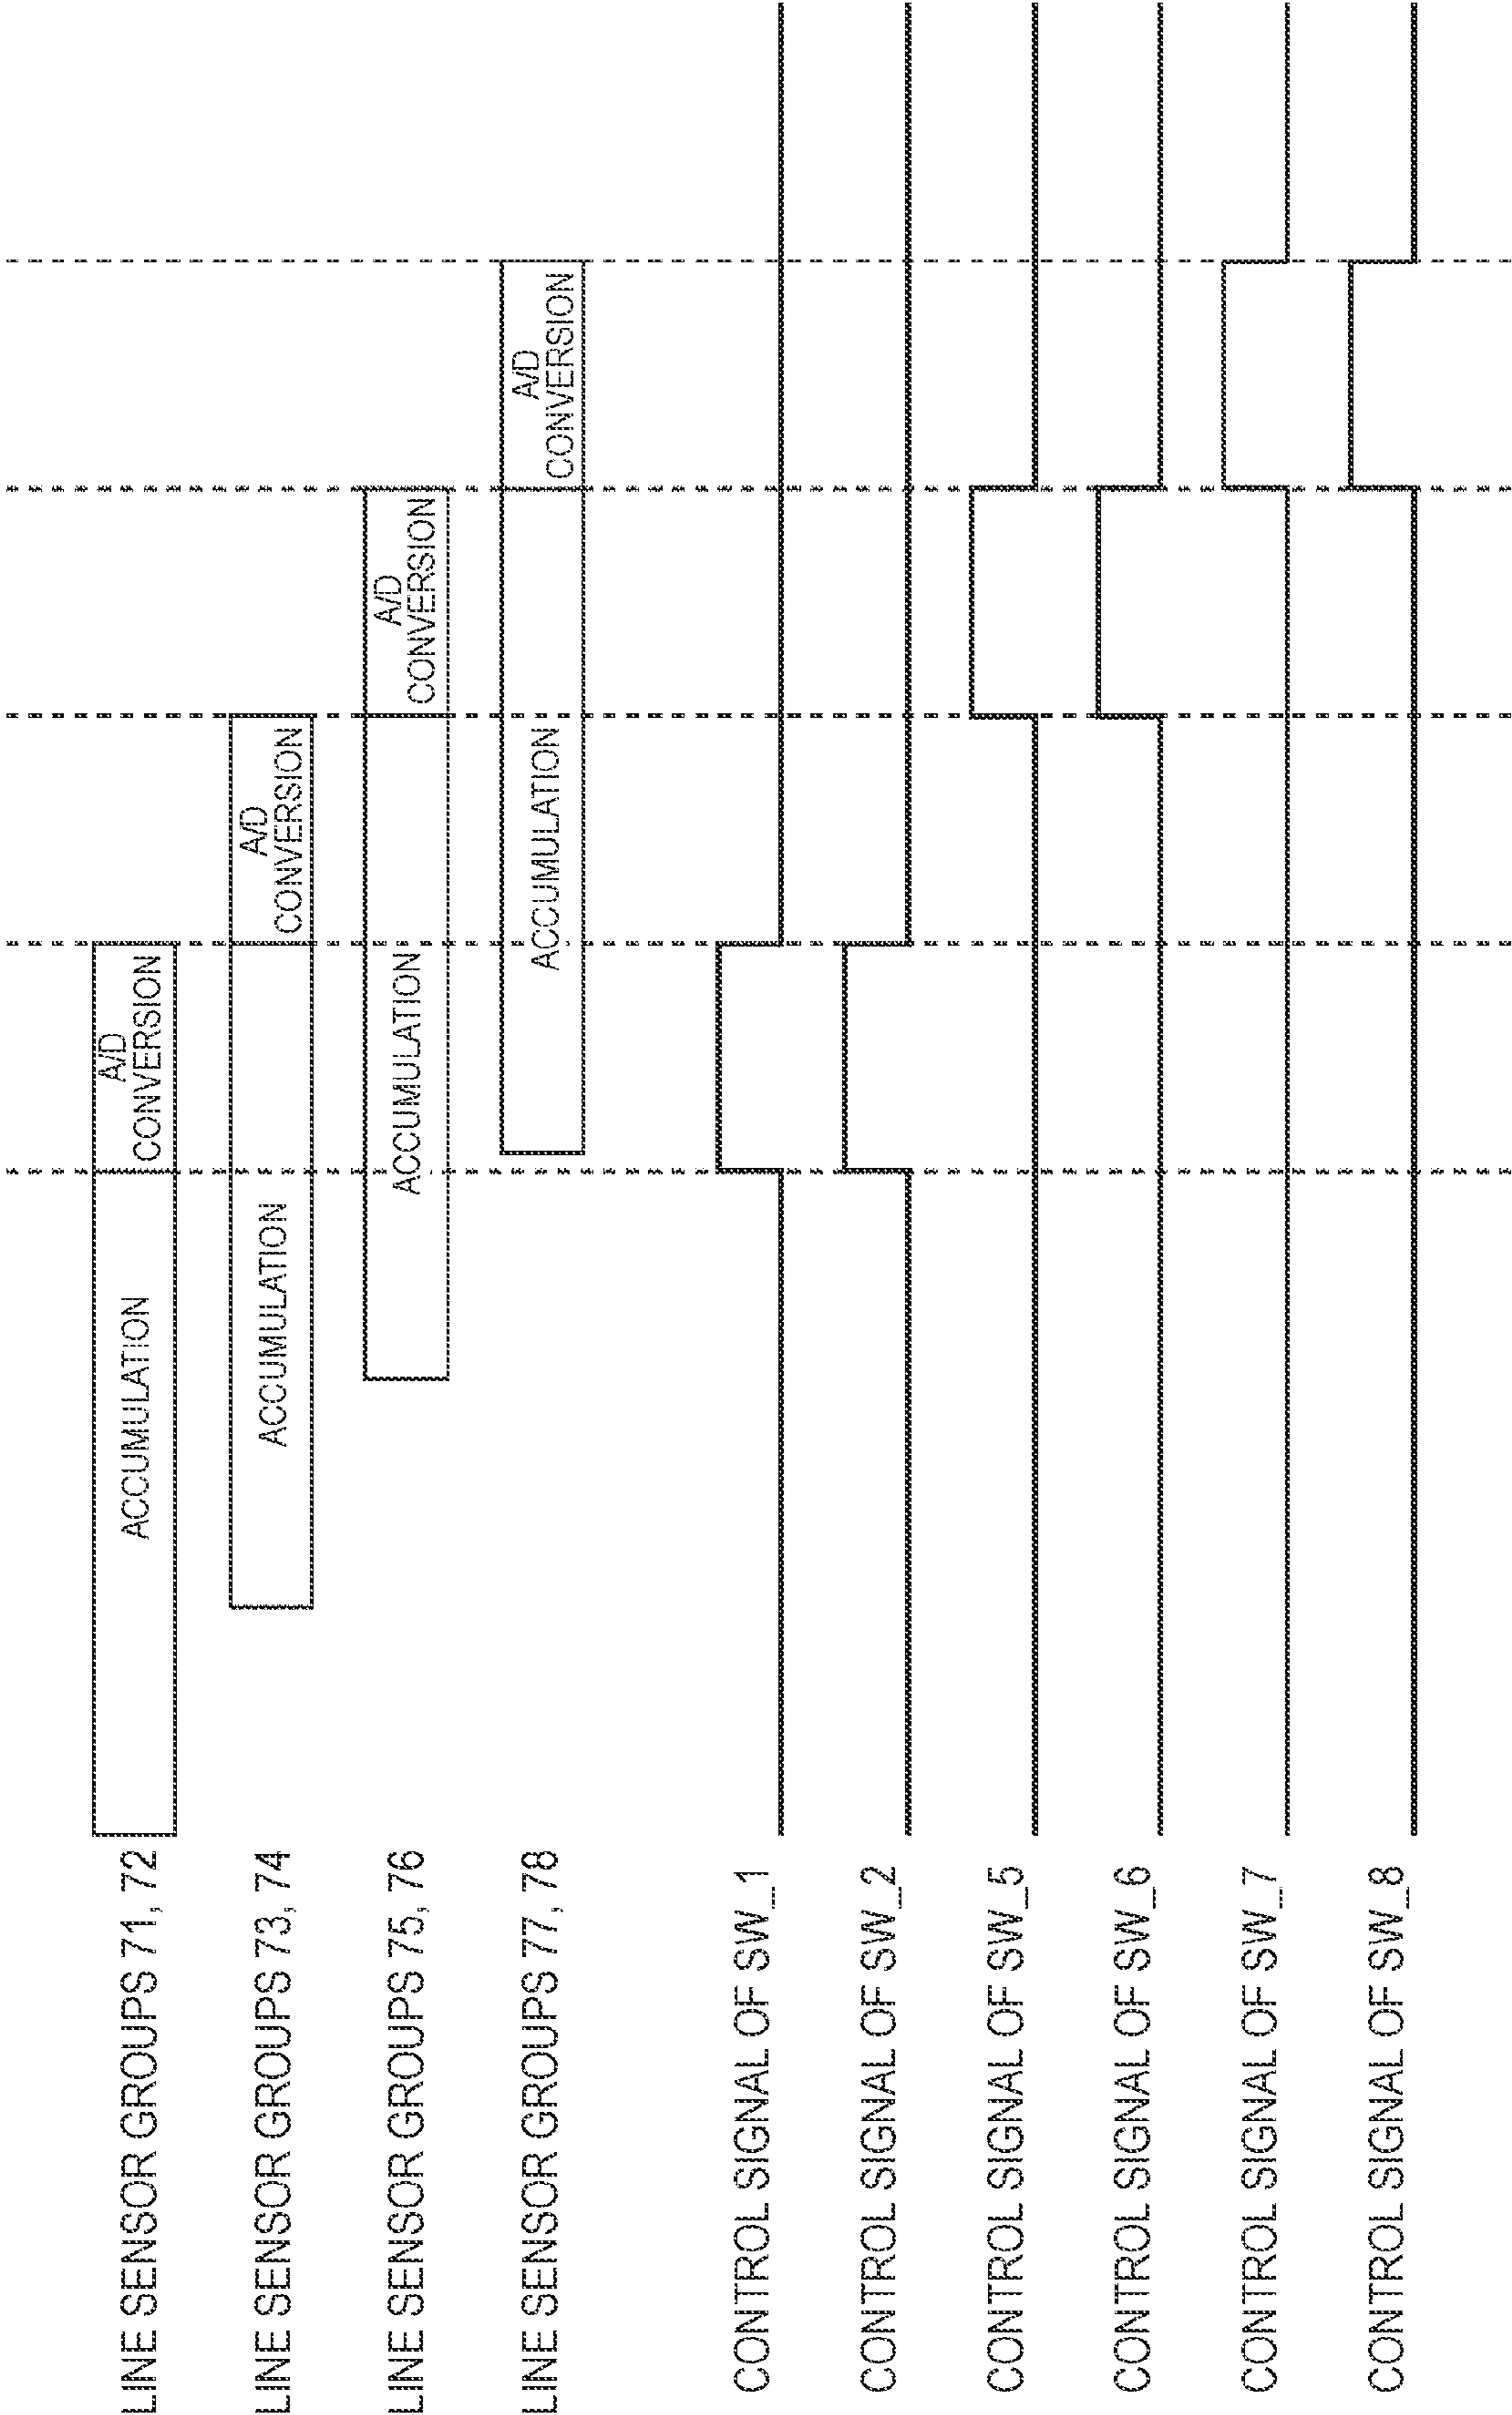 LINE SENSOR GROUPS 71, 72
ACCUMULATION
A/D
CONVERSION
LINE SENSOR GROUPS 73, 74
ACCUMULATION
A/D
CONVERSION
LINE SENSOR GROUPS 75, 76
ACCUMULATION
A/D
CONVERSION
LINE SENSOR GROUPS 77, 78
ACCUMULATION
A/D
CONVERSION
CONTROL SIGNAL OF SW_1
CONTROL SIGNAL OF SW_2
CONTROL SIGNAL OF SW_5
CONTROL SIGNAL OF SW_6
CONTROL SIGNAL OF SW_7
CONTROL SIGNAL OF SW_8